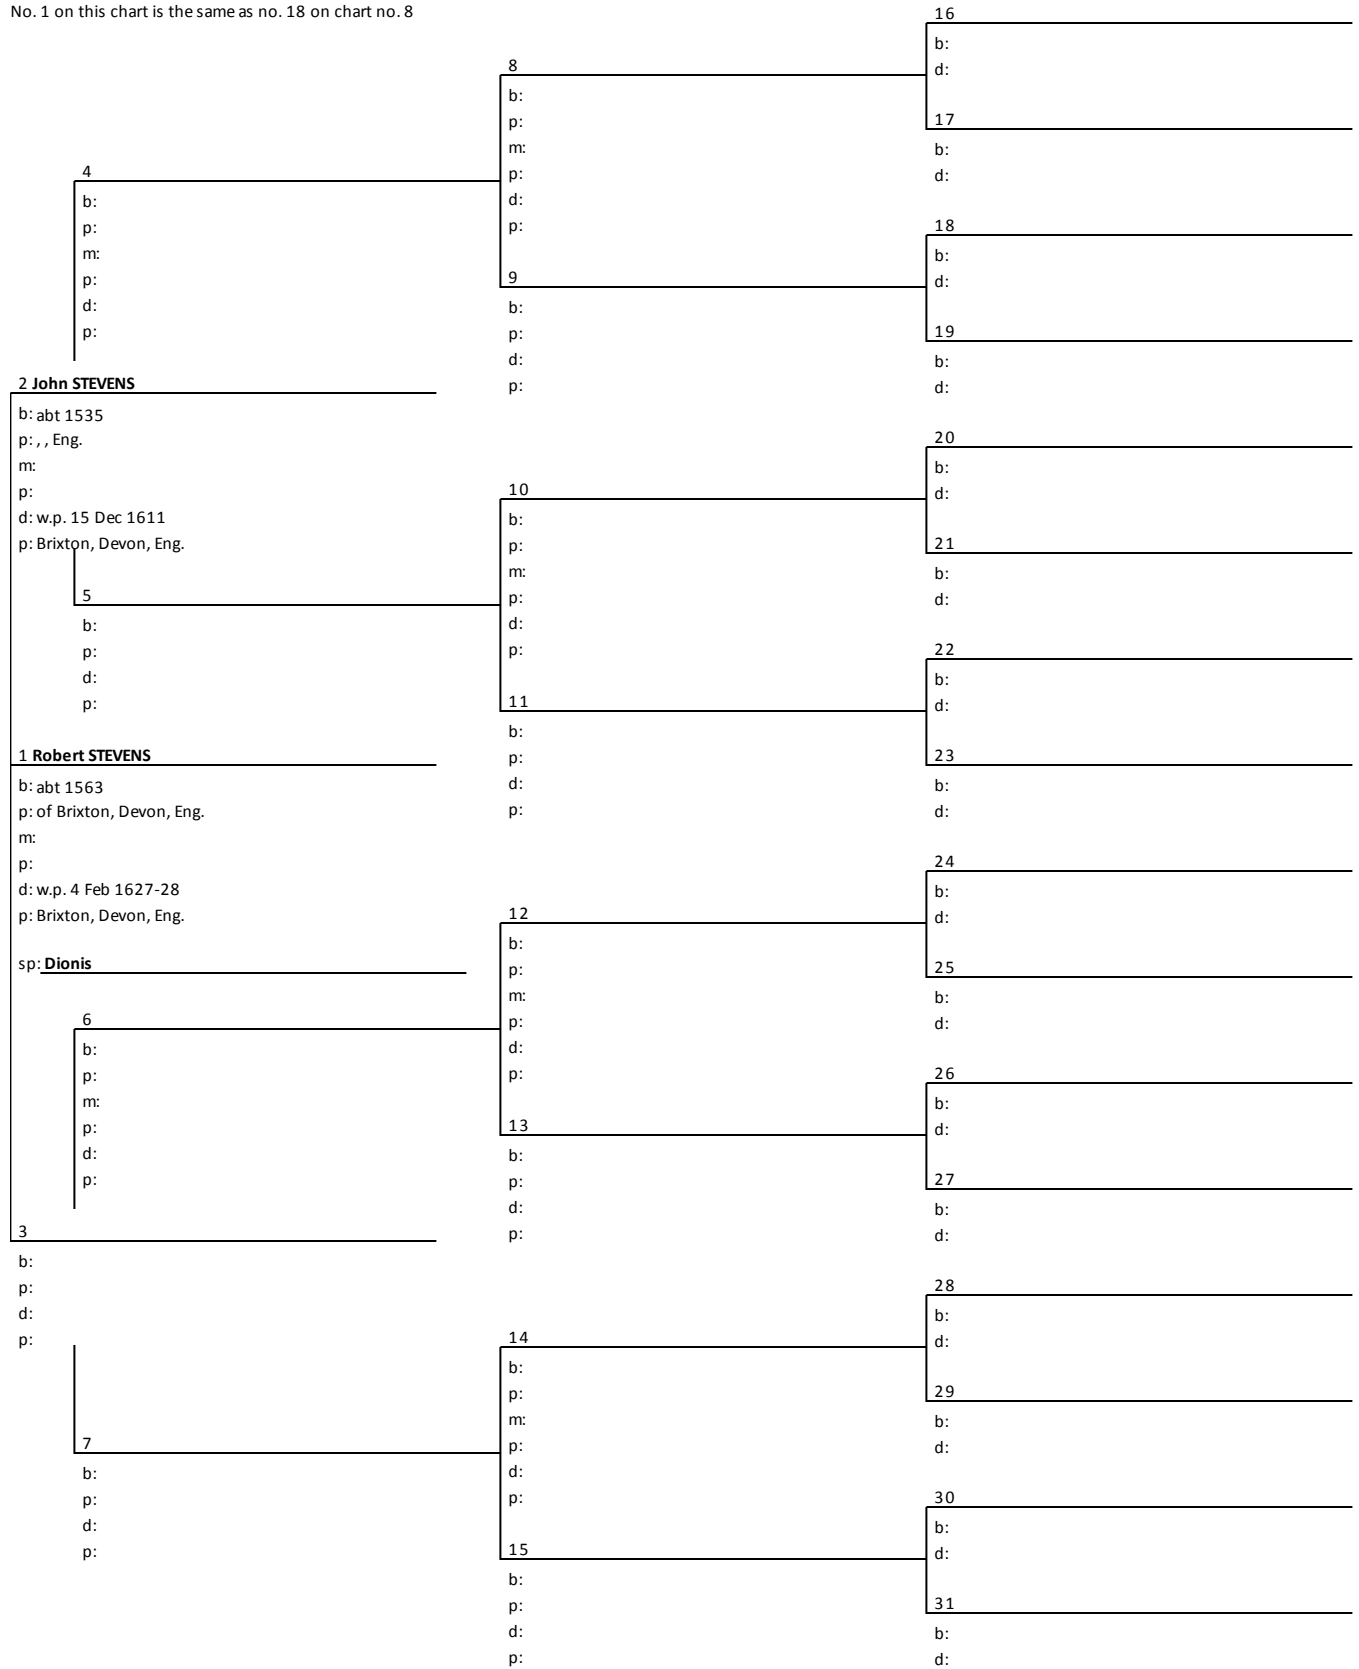 No. 1 on this chart is the same as no. 18 on chart no. 8
16
b:
d:
8
b:
p:
m:
p:
d:
p:
17
b:
d:
4
b:
p:
m:
p:
d:
p:
18
b:
d:
9
b:
p:
d:
p:
19
b:
d:
2 John STEVENS
b: abt 1535
p: , , Eng.
m:
p:
d: w.p. 15 Dec 1611
p: Brixton, Devon, Eng.
20
b:
d:
10
b:
p:
m:
p:
d:
p:
21
b:
d:
5
b:
p:
d:
p:
22
b:
d:
11
b:
p:
d:
p:
23
b:
d:
1 Robert STEVENS
b: abt 1563
p: of Brixton, Devon, Eng.
m:
p:
d: w.p. 4 Feb 1627-28
p: Brixton, Devon, Eng.
sp: Dionis
24
b:
d:
12
b:
p:
m:
p:
d:
p:
25
b:
d:
6
b:
p:
m:
p:
d:
p:
26
b:
d:
13
b:
p:
d:
p:
27
b:
d:
3
b:
p:
d:
p:
28
b:
d:
14
b:
p:
m:
p:
d:
p:
29
b:
d:
7
b:
p:
d:
p:
30
b:
d:
15
b:
p:
d:
p:
31
b:
d: